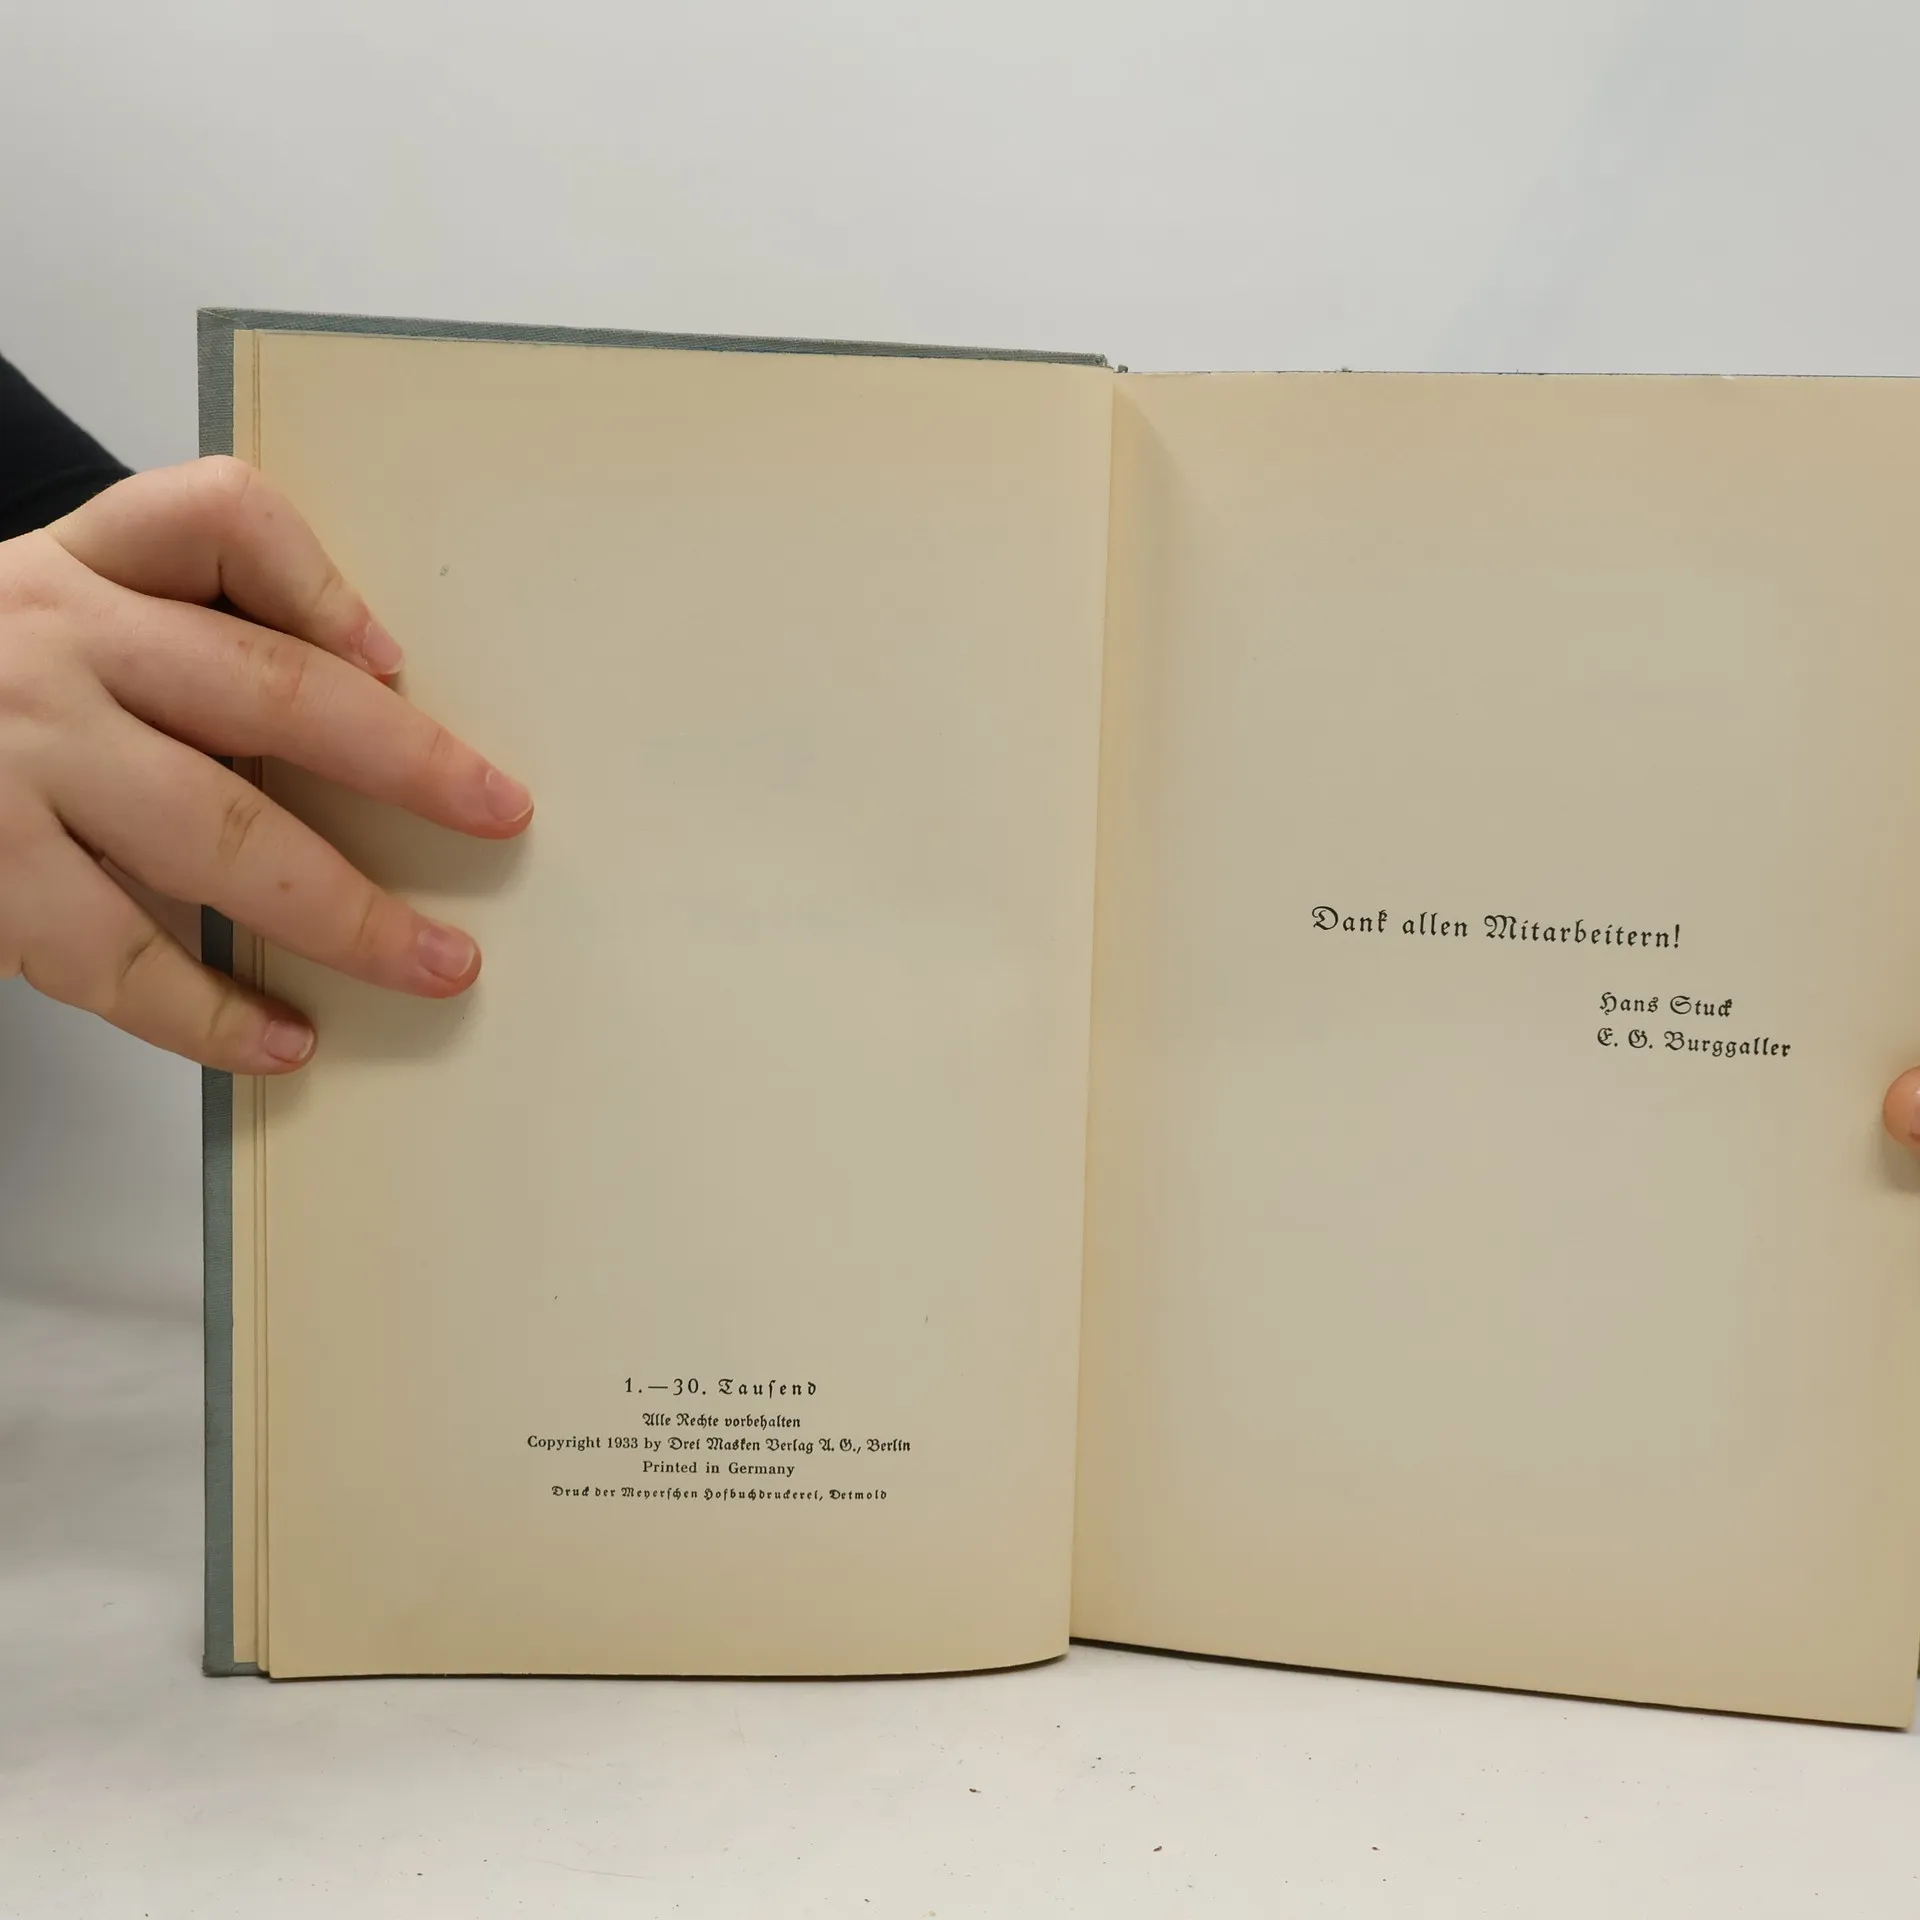 1.—30. Tauſend
Alle Rechte vorbehalten
Copyright 1933 by Drei Masken Verlag A. G., Berlin
Printed in Germany
Druck der Meyerſchen Hofbuchdruckerei, Detmold
Dank allen Mitarbeitern!
Hans Stuck
E. G. Burggaller